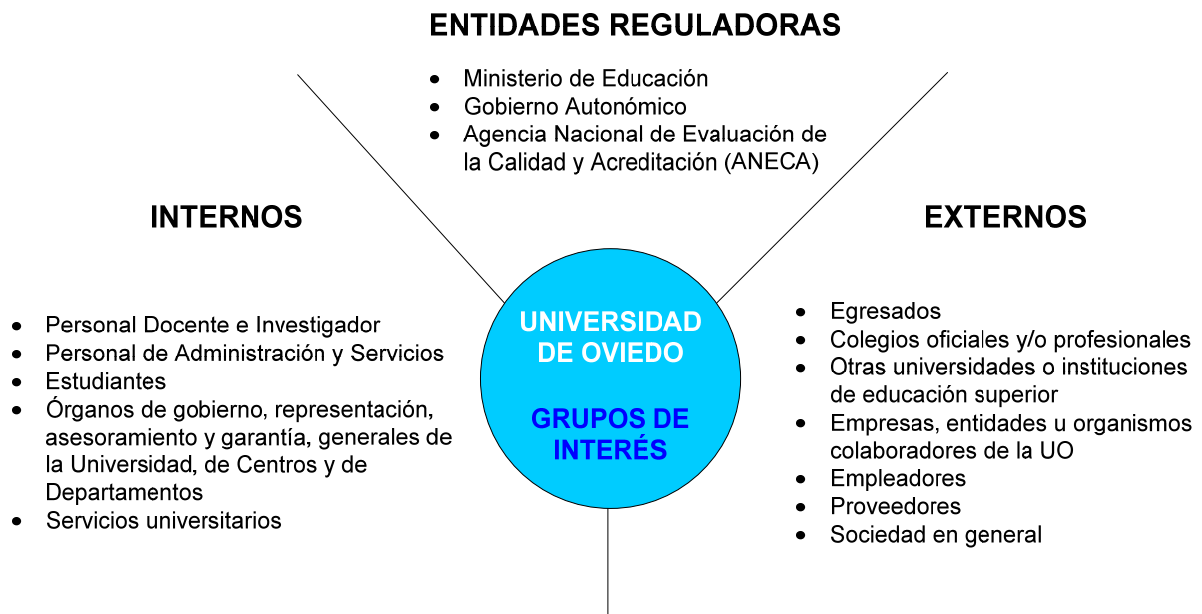 ENTIDADES REGULADORAS
• Ministerio de Educación
• Gobierno Autonómico
• Agencia Nacional de Evaluación de
la Calidad y Acreditación (ANECA)
INTERNOS
• Personal Docente e Investigador
• Personal de Administración y Servicios
• Estudiantes
• Órganos de gobierno, representación,
asesoramiento y garantía, generales de
la Universidad, de Centros y de
Departamentos
• Servicios universitarios
UNIVERSIDAD
DE OVIEDO
GRUPOS DE
INTERÉS
EXTERNOS
• Egresados
• Colegios oficiales y/o profesionales
• Otras universidades o instituciones
de educación superior
• Empresas, entidades u organismos
colaboradores de la UO
• Empleadores
• Proveedores
• Sociedad en general